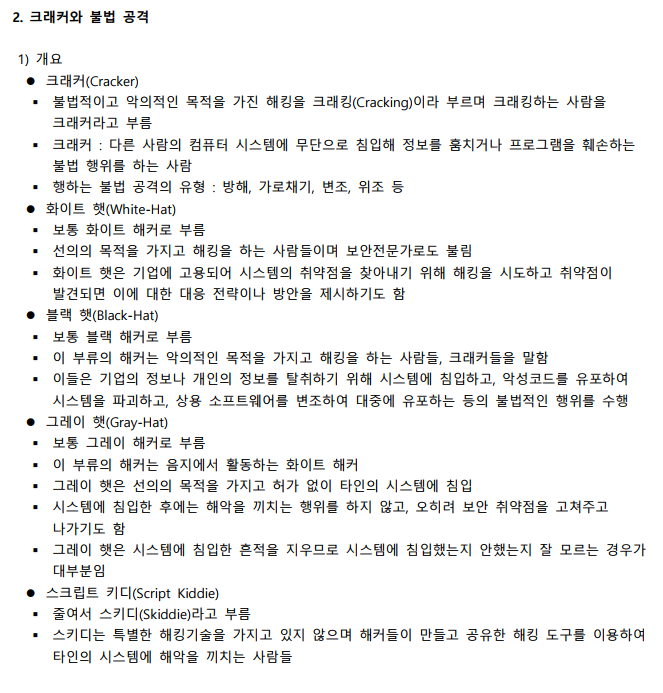 2. 크래커와 불법 공격
1) 개요
● 크래커(Cracker)
▪ 불법적이고 악의적인 목적을 가진 해킹을 크래킹(Cracking)이라 부르며 크래킹하는 사람을
크래커라고 부름
▪ 크래커 : 다른 사람의 컴퓨터 시스템에 무단으로 침입해 정보를 훔치거나 프로그램을 훼손하는
불법 행위를 하는 사람
▪ 행하는 불법 공격의 유형 : 방해, 가로채기, 변조, 위조 등
● 화이트 햇(White-Hat)
▪ 보통 화이트 해커로 부름
▪ 선의의 목적을 가지고 해킹을 하는 사람들이며 보안전문가로도 불림
▪ 화이트 햇은 기업에 고용되어 시스템의 취약점을 찾아내기 위해 해킹을 시도하고 취약점이
발견되면 이에 대한 대응 전략이나 방안을 제시하기도 함
● 블랙 햇(Black-Hat)
▪ 보통 블랙 해커로 부름
▪ 이 부류의 해커는 악의적인 목적을 가지고 해킹을 하는 사람들, 크래커들을 말함
▪ 이들은 기업의 정보나 개인의 정보를 탈취하기 위해 시스템에 침입하고, 악성코드를 유포하여
시스템을 파괴하고, 상용 소프트웨어를 변조하여 대중에 유포하는 등의 불법적인 행위를 수행
● 그레이 햇(Gray-Hat)
▪ 보통 그레이 해커로 부름
▪ 이 부류의 해커는 음지에서 활동하는 화이트 해커
▪ 그레이 햇은 선의의 목적을 가지고 허가 없이 타인의 시스템에 침입
▪ 시스템에 침입한 후에는 해악을 끼치는 행위를 하지 않고, 오히려 보안 취약점을 고쳐주고
나가기도 함
▪ 그레이 햇은 시스템에 침입한 흔적을 지우므로 시스템에 침입했는지 안했는지 잘 모르는 경우가
대부분임
● 스크립트 키디(Script Kiddie)
▪ 줄여서 스키디(Skiddie)라고 부름
▪ 스키디는 특별한 해킹기술을 가지고 있지 않으며 해커들이 만들고 공유한 해킹 도구를 이용하여
타인의 시스템에 해악을 끼치는 사람들